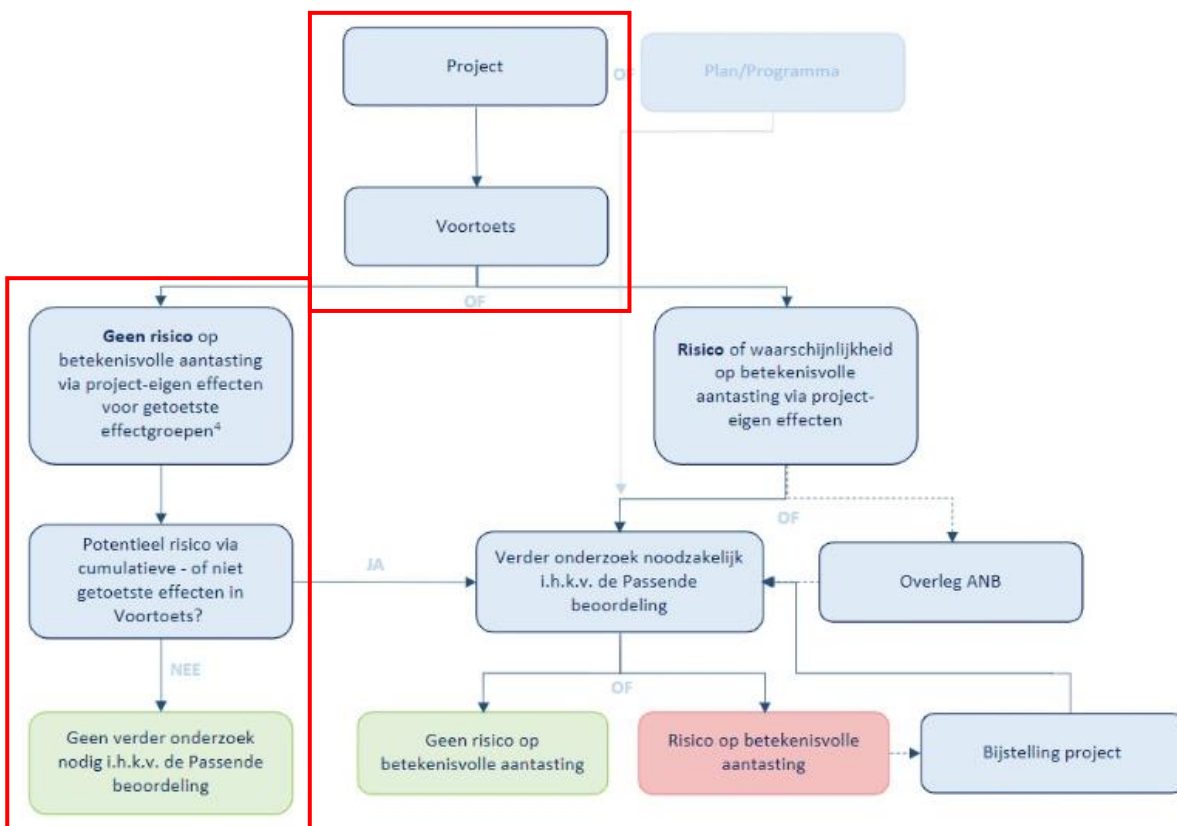 Project
OF
Plan/Programma
Voortoets
OF
Geen risico op
betekenisvolle aantasting
via project-eigen effecten
voor getoetste
effectgroepen⁴
Risico of waarschijnlijkheid
op betekenisvolle
aantasting via project-
eigen effecten
Potentieel risico via
cumulatieve - of niet
getoetste effecten in
Voortoets?
JA
OF
Verder onderzoek noodzakelijk
i.h.k.v. de Passende
beoordeling
Overleg ANB
NEE
OF
Geen verder onderzoek
nodig i.h.k.v. de Passende
beoordeling
Geen risico op
betekenisvolle aantasting
Risico op betekenisvolle
aantasting
Bijstelling project